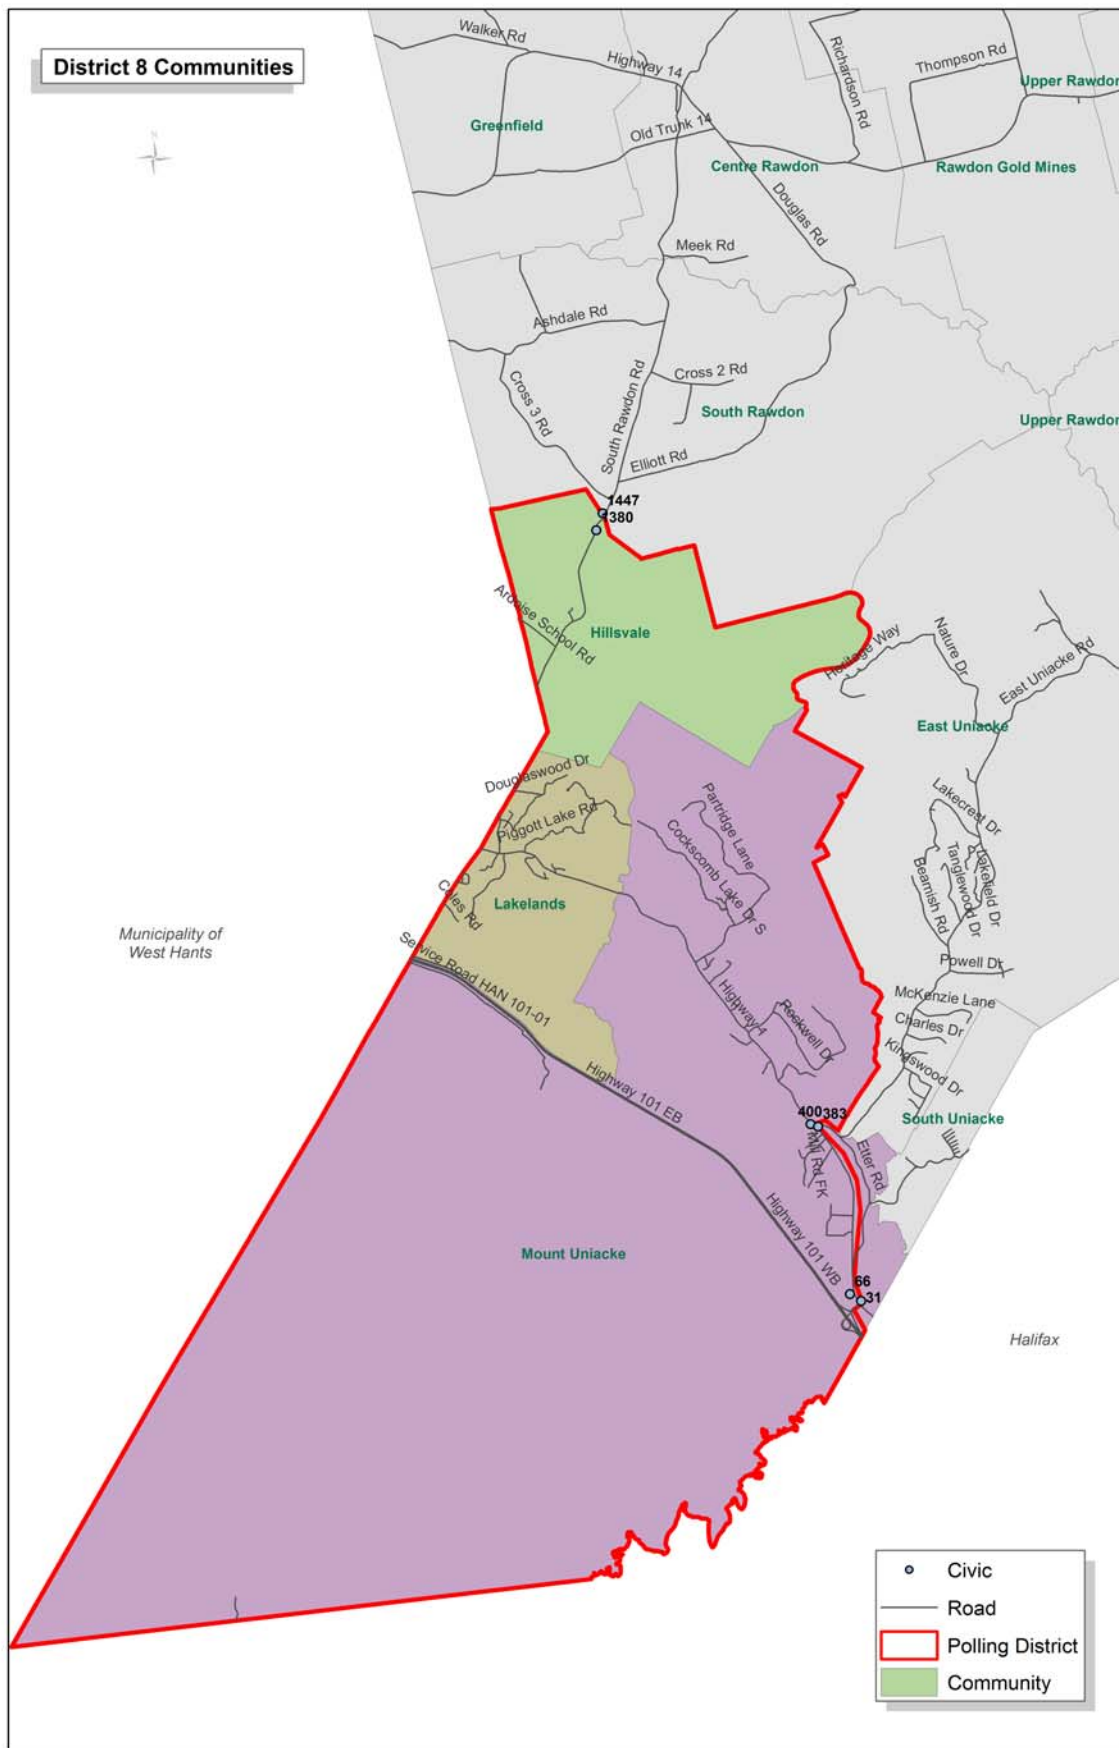 District 8 Communities
N
Walker Rd
Highway 14
Richardson Rd
Thompson Rd
Upper Rawdon
Greenfield
Old Trunk 14
Centre Rawdon
Rawdon Gold Mines
Douglas Rd
Meek Rd
Ashdale Rd
Cross 3 Rd
South Rawdon Rd
Cross 2 Rd
South Rawdon
Upper Rawdon
Elliott Rd
1447
1380
Ardoise School Rd
Hillsvale
Heritage Way
Nature Dr
East Uniacke Rd
East Uniacke
Douglaswood Dr
Piggott Lake Rd
Partridge Lane
Cockscomb Lake Dr S
Lakecrest Dr
Lakefield Dr
Tanglewood Dr
Beamish Rd
Coles Rd
Lakelands
Municipality of
West Hants
Service Road HAN 101-01
Powell Dr
McKenzie Lane
Highway 1
Rockwell Dr
Charles Dr
Kingswood Dr
Highway 101 EB
400
383
South Uniacke
Mill Rd FK
Etter Rd
Highway 101 WB
Mount Uniacke
66
31
Halifax
Civic
Road
Polling District
Community